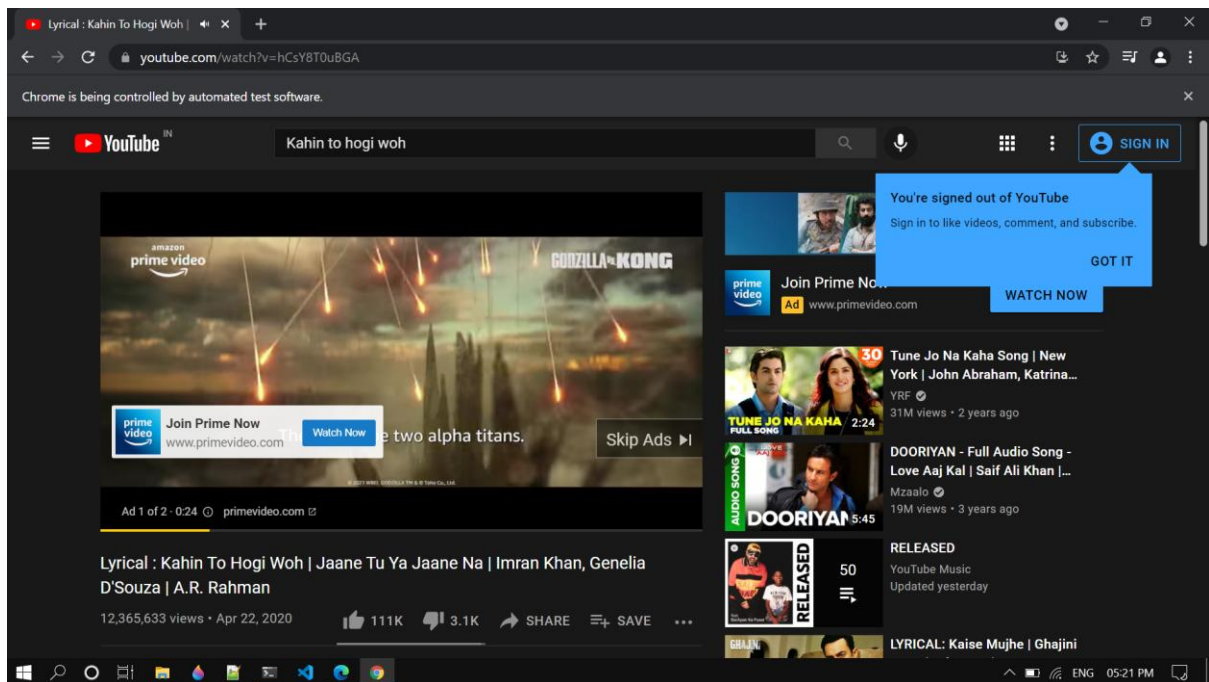 Lyrical : Kahin To Hogi Woh |
youtube.com/watch?v=hCsY8T0uBGA
Chrome is being controlled by automated test software.
YouTube IN
Kahin to hogi woh
SIGN IN
You're signed out of YouTube
Sign in to like videos, comment, and subscribe.
GOT IT
amazon
prime video
GODZILLA vs KONG
prime
video
Join Prime Now
www.primevideo.com
Watch Now
e two alpha titans.
Skip Ads
Ad 1 of 2 · 0:24 primevideo.com
Lyrical : Kahin To Hogi Woh | Jaane Tu Ya Jaane Na | Imran Khan, Genelia
D'Souza | A.R. Rahman
12,365,633 views • Apr 22, 2020
111K 3.1K SHARE SAVE
prime
video
Join Prime No
Ad www.primevideo.com
WATCH NOW
30
TUNE JO NA KAHA
FULL SONG
2:24
Tune Jo Na Kaha Song | New
York | John Abraham, Katrina...
YRF
31M views • 2 years ago
AUDIO SONG
DOORIYAN
5:45
DOORIYAN - Full Audio Song -
Love Aaj Kal | Saif Ali Khan |...
Mzaalo
19M views • 3 years ago
RELEASED
50
RELEASED
YouTube Music
Updated yesterday
GHAJINI
LYRICAL: Kaise Mujhe | Ghajini
ENG 05:21 PM